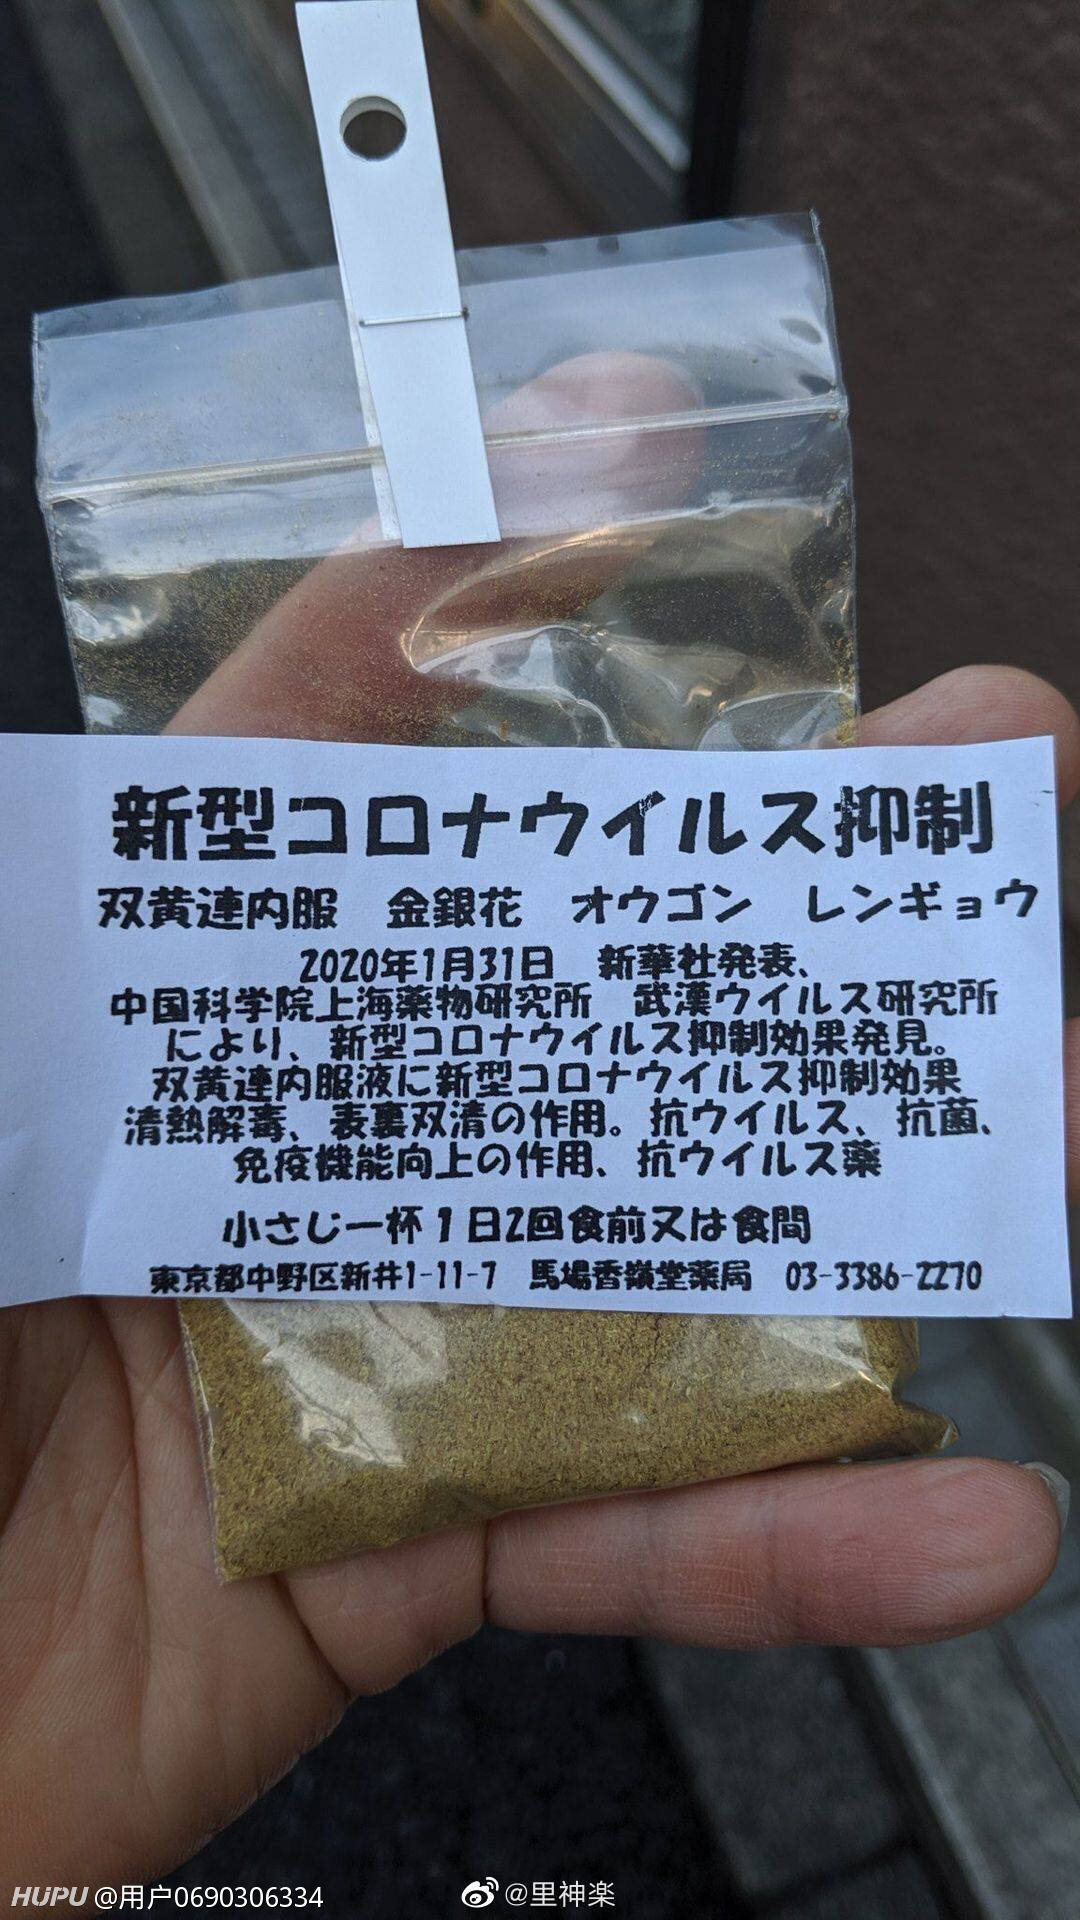 新型コロナウイルス抑制
双黄連内服　金銀花　オウゴン　レンギョウ
2020年1月31日　新華社発表、
中国科学院上海薬物研究所　武漢ウイルス研究所
により、新型コロナウイルス抑制効果発見。
双黄連内服液に新型コロナウイルス抑制効果
清熱解毒、表裏双清の作用。抗ウイルス、抗菌、
免疫機能向上の作用、抗ウイルス薬
小さじ一杯1日2回食前又は食間
東京都中野区新井1-11-7　馬場香嶺堂薬局　03-3386-2270
HUPU @用户0690306334
@里神楽